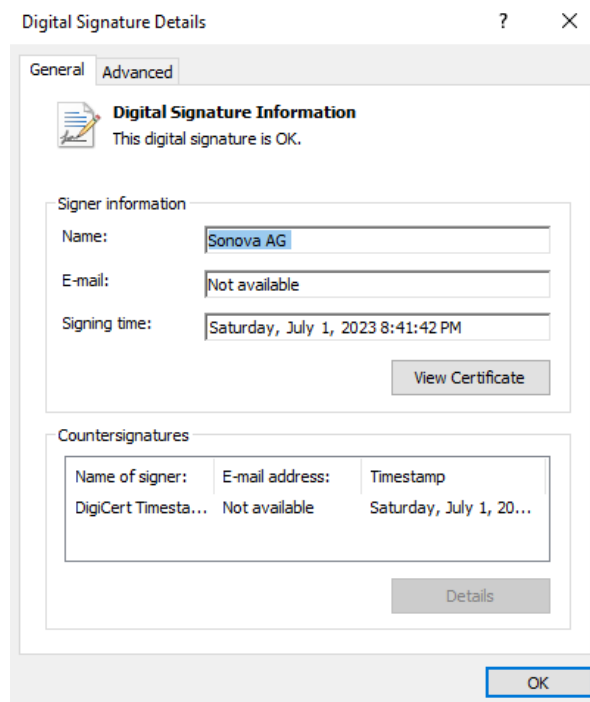 Digital Signature Details ? ×
General Advanced
Digital Signature Information
This digital signature is OK.
Signer information
Name: Sonova AG
E-mail: Not available
Signing time: Saturday, July 1, 2023 8:41:42 PM
View Certificate
Countersignatures
Name of signer: E-mail address: Timestamp
DigiCert Timesta... Not available Saturday, July 1, 20...
Details
OK